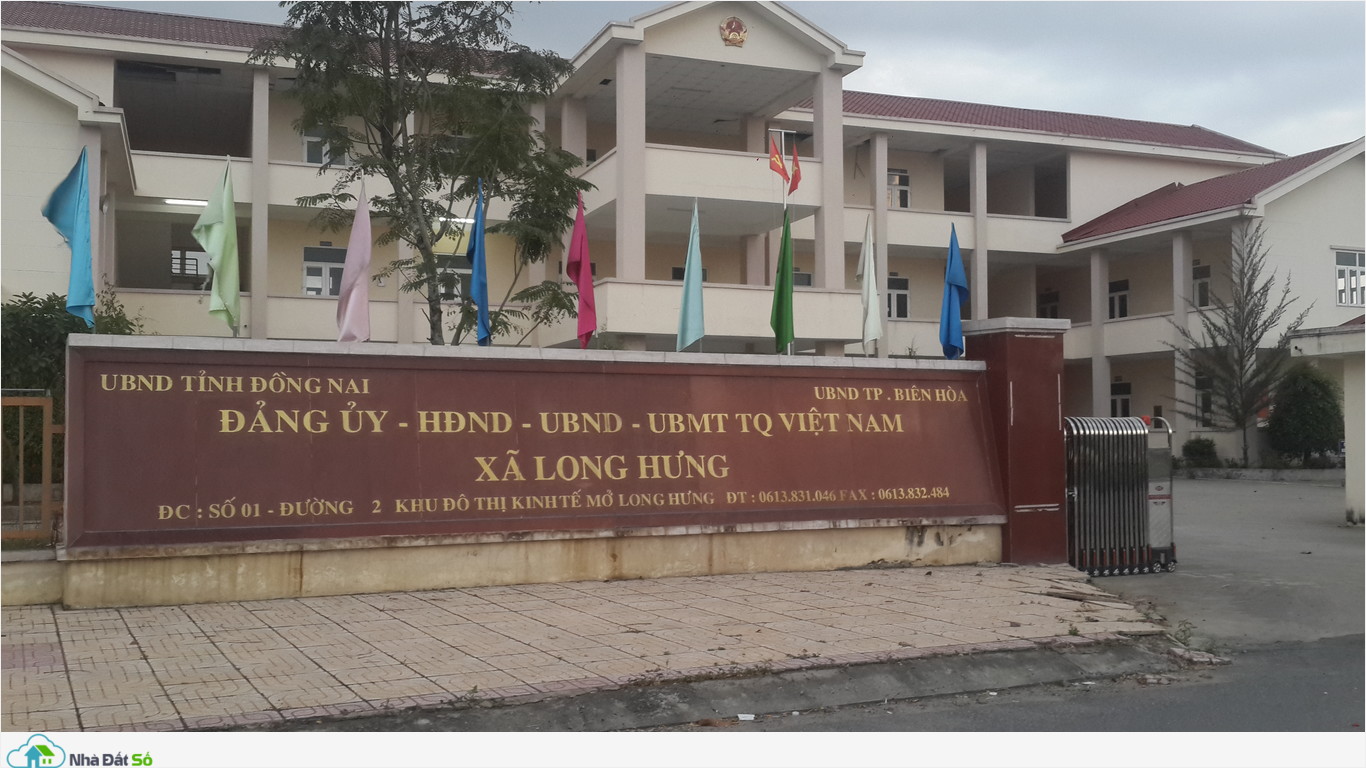 UBND TỈNH ĐỒNG NAI
UBND TP . BIÊN HÒA
ĐẢNG ỦY - HĐND - UBND - UBMT TQ VIỆT NAM
XÃ LONG HƯNG
ĐC : SỐ 01 - ĐƯỜNG 2 KHU ĐÔ THỊ KINH TẾ MỞ LONG HƯNG ĐT : 0613.831.046 FAX : 0613.832.484
Nhà Đất Số